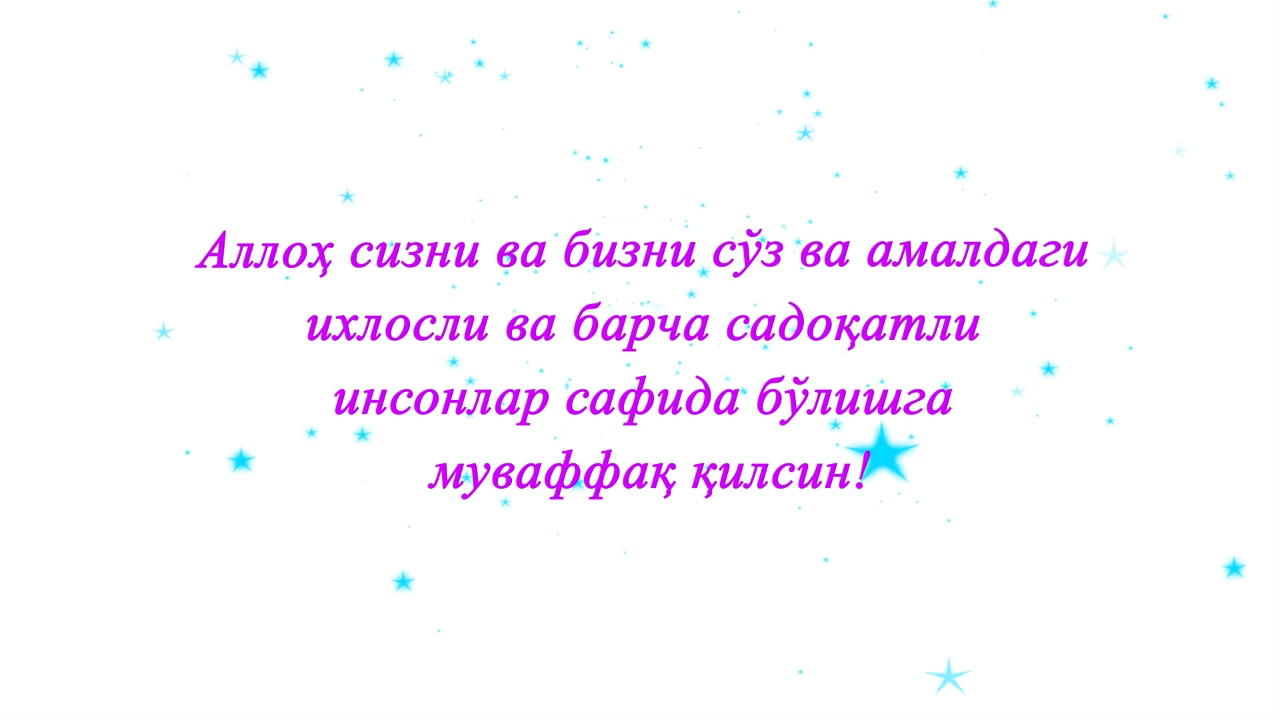 Аллоҳ сизни ва бизни сўз ва амалдаги
ихлосли ва барча садоқатли
инсонлар сафида бўлишга
муваффақ қилсин!